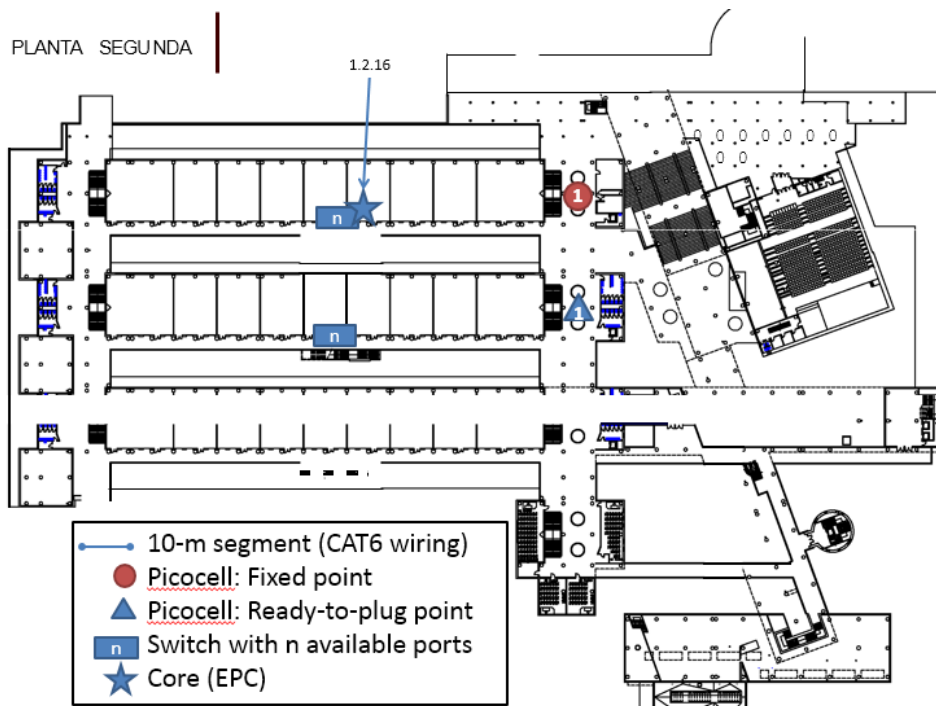 PLANTA SEGUNDA
1.2.16
1
n
1
n
10-m segment (CAT6 wiring)
Picocell: Fixed point
Picocell: Ready-to-plug point
n Switch with n available ports
Core (EPC)